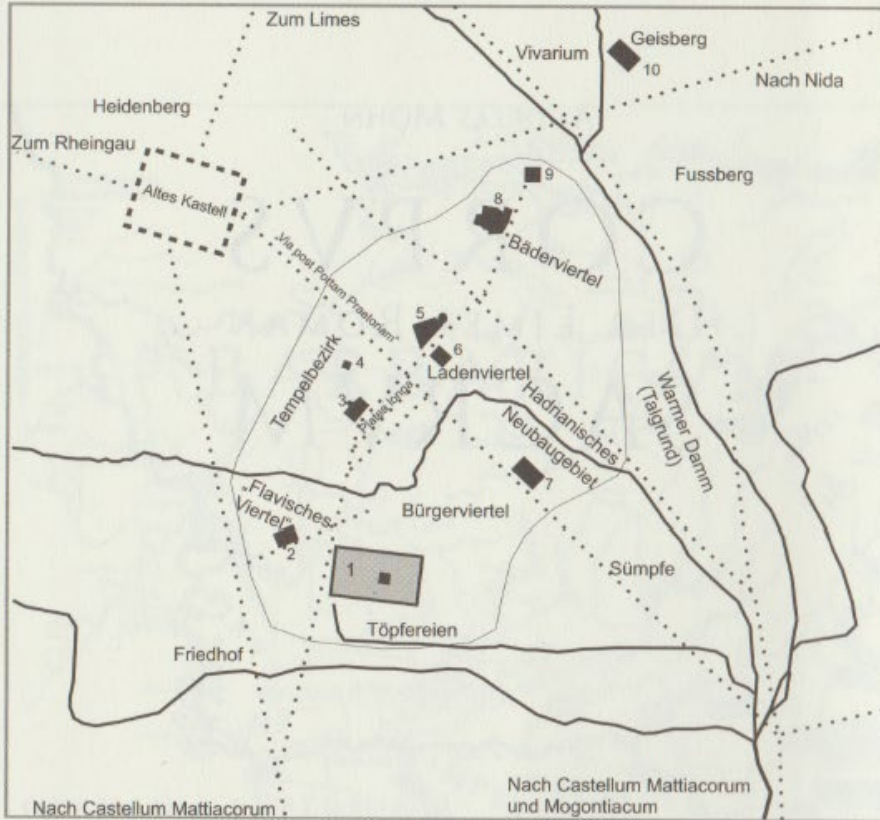 Zum Limes
Vivarium
Geisberg
10
Nach Nida
Heidenberg
Zum Rheingau
Altes Kastell
Fussberg
9
8
Bäderviertel
„Via post Portam Praetoriam“
5
6
Ladenviertel
4
Tempelbezirk
3
Platea longa
Hadrianisches
Neubaugebiet
Warmer Damm
(Talgrund)
7
„Flavisches
Viertel“
2
Bürgerviertel
1
Sümpfe
Töpfereien
Friedhof
Nach Castellum Mattiacorum
Nach Castellum Mattiacorum
und Mogontiacum